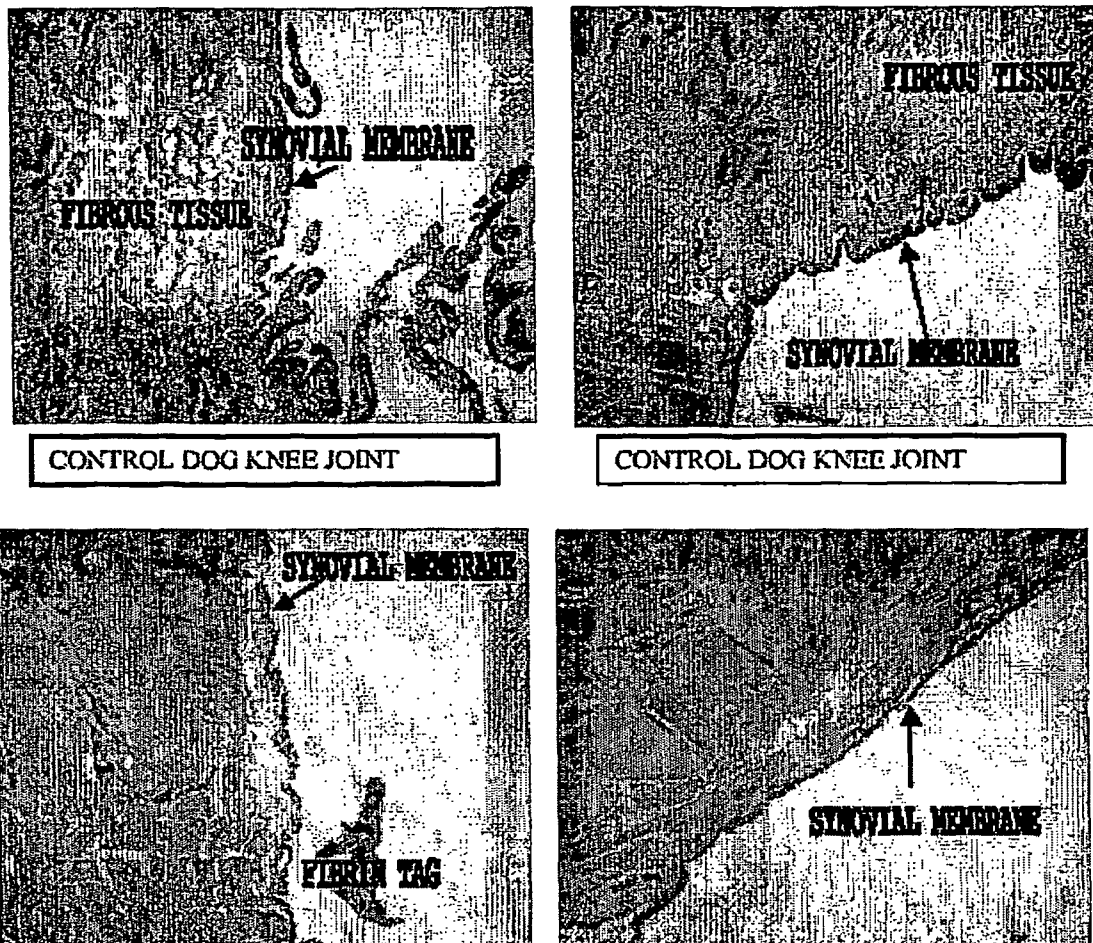 FIBROUS TISSUE
SYNOVIAL MEMBRANE
FIBROUS TISSUE
SYNOVIAL MEMBRANE
CONTROL DOG KNEE JOINT
CONTROL DOG KNEE JOINT
SYNOVIAL MEMBRANE
FIBRIN TAG
SYNOVIAL MEMBRANE